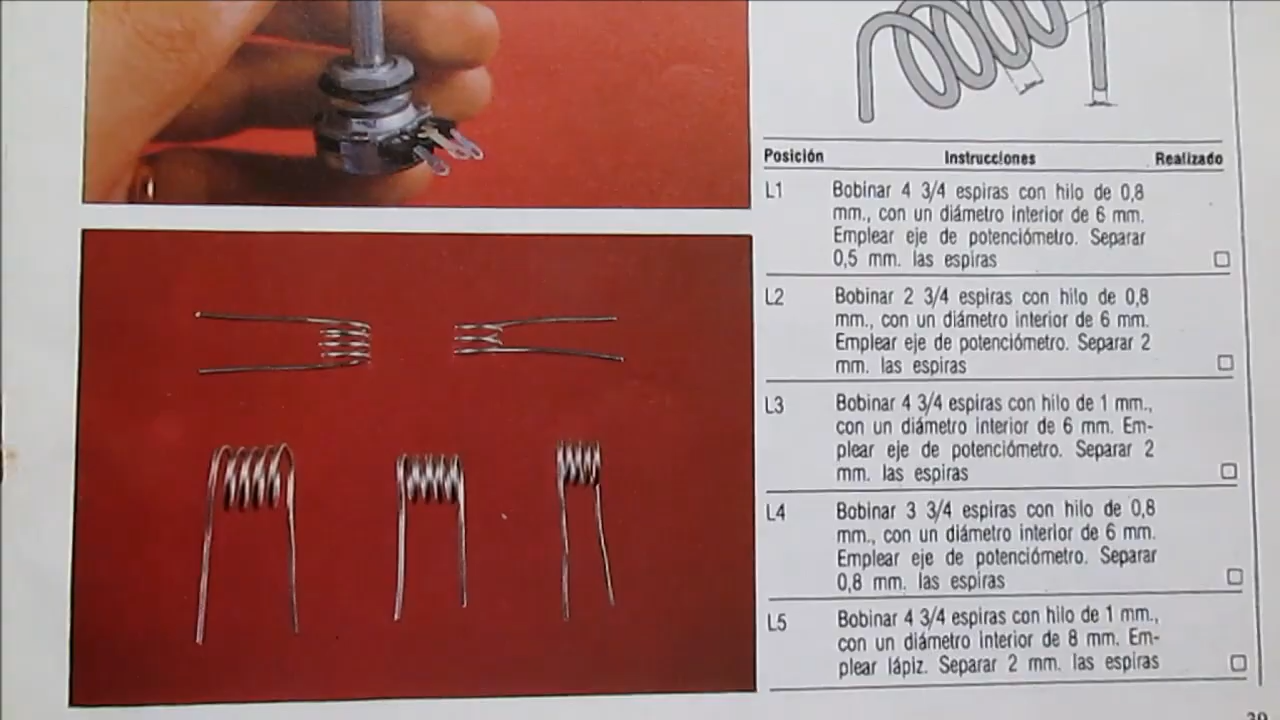 Posición Instrucciones Realizado
L1 Bobinar 4 3/4 espiras con hilo de 0,8
mm., con un diámetro interior de 6 mm.
Emplear eje de potenciómetro. Separar
0,5 mm. las espiras
L2 Bobinar 2 3/4 espiras con hilo de 0,8
mm., con un diámetro interior de 6 mm.
Emplear eje de potenciómetro. Separar 2
mm. las espiras
L3 Bobinar 4 3/4 espiras con hilo de 1 mm.,
con un diámetro interior de 6 mm. Em-
plear eje de potenciómetro. Separar 2
mm. las espiras
L4 Bobinar 3 3/4 espiras con hilo de 0,8
mm., con un diámetro interior de 6 mm.
Emplear eje de potenciómetro. Separar
0,8 mm. las espiras
L5 Bobinar 4 3/4 espiras con hilo de 1 mm.,
con un diámetro interior de 8 mm. Em-
plear lápiz. Separar 2 mm. las espiras